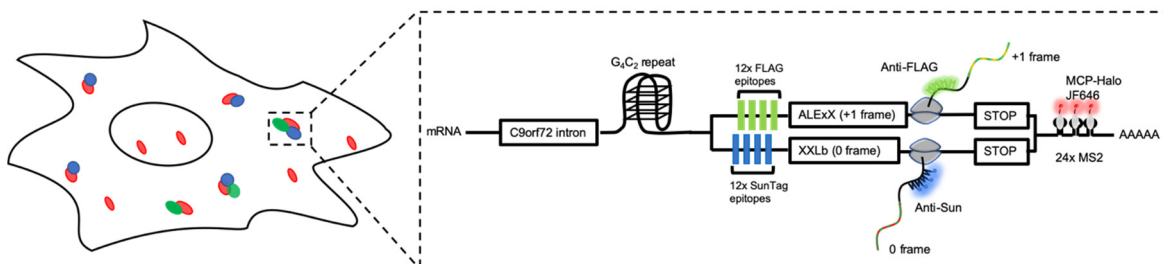 mRNA
C9orf72 intron
G₄C₂ repeat
12x FLAG
epitopes
12x SunTag
epitopes
ALExX (+1 frame)
XXLb (0 frame)
Anti-FLAG
+1 frame
Anti-Sun
0 frame
STOP
STOP
MCP-Halo
JF646
24x MS2
AAAAA